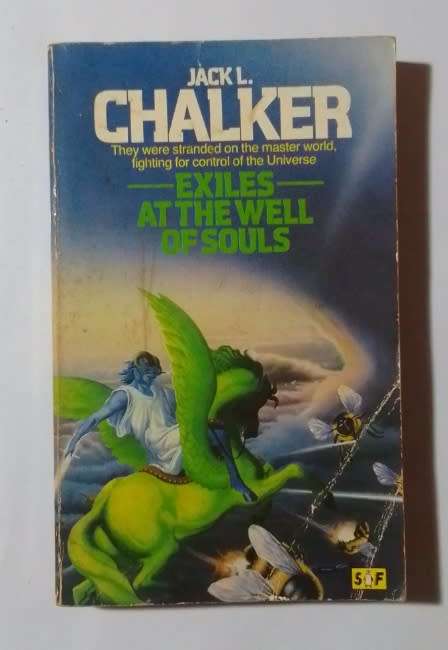 JACK L.
CHALKER
They were stranded on the master world,
fighting for control of the Universe
EXILES
AT THE WELL
OF SOULS
SF